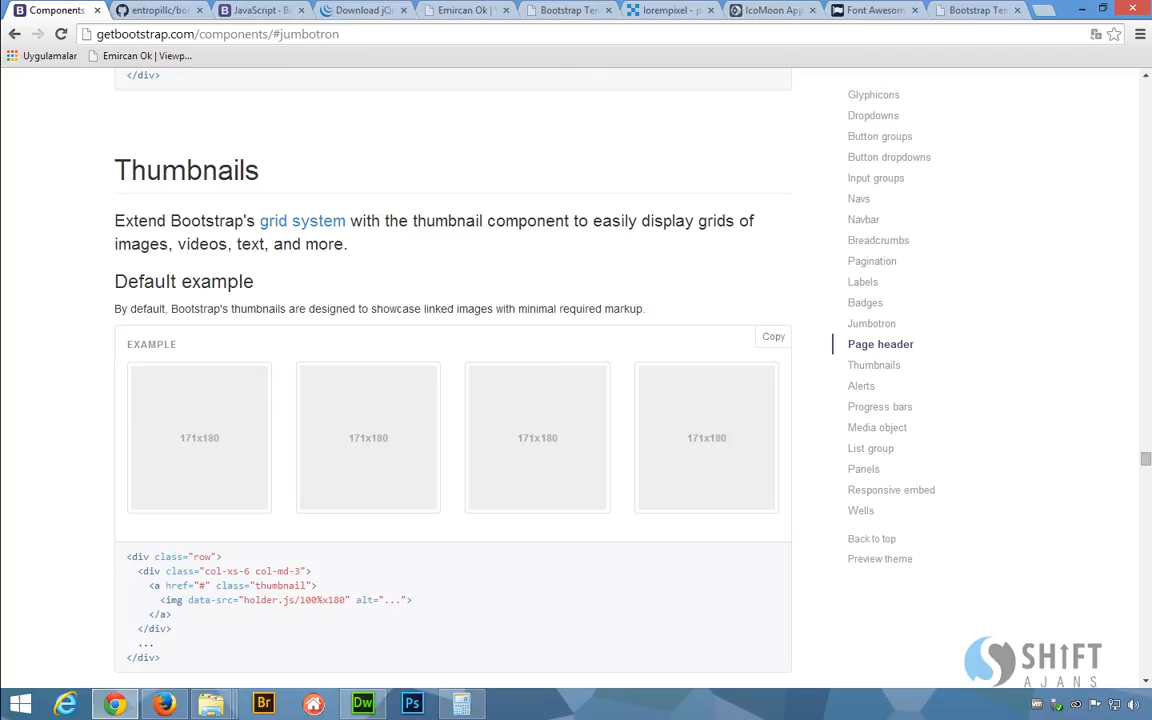 Components
entropillc/boo
JavaScript · Bo
Download jQ
Emircan Ok |
Bootstrap Ten
lorempixel - p
IcoMoon App
Font Awesom
Bootstrap Ten
getbootstrap.com/components/#jumbotron
Uygulamalar
Emircan Ok | Viewp...
</div>
Thumbnails
Extend Bootstrap's grid system with the thumbnail component to easily display grids of
images, videos, text, and more.
Default example
By default, Bootstrap's thumbnails are designed to showcase linked images with minimal required markup.
EXAMPLE
Copy
171x180
171x180
171x180
171x180
<div class="row">
<div class="col-xs-6 col-md-3">
<a href="#" class="thumbnail">
<img data-src="holder.js/100%x180" alt="...">
</a>
</div>
...
</div>
Glyphicons
Dropdowns
Button groups
Button dropdowns
Input groups
Navs
Navbar
Breadcrumbs
Pagination
Labels
Badges
Jumbotron
Page header
Thumbnails
Alerts
Progress bars
Media object
List group
Panels
Responsive embed
Wells
Back to top
Preview theme
SHIFT
AJANS
Br
Dw
Ps